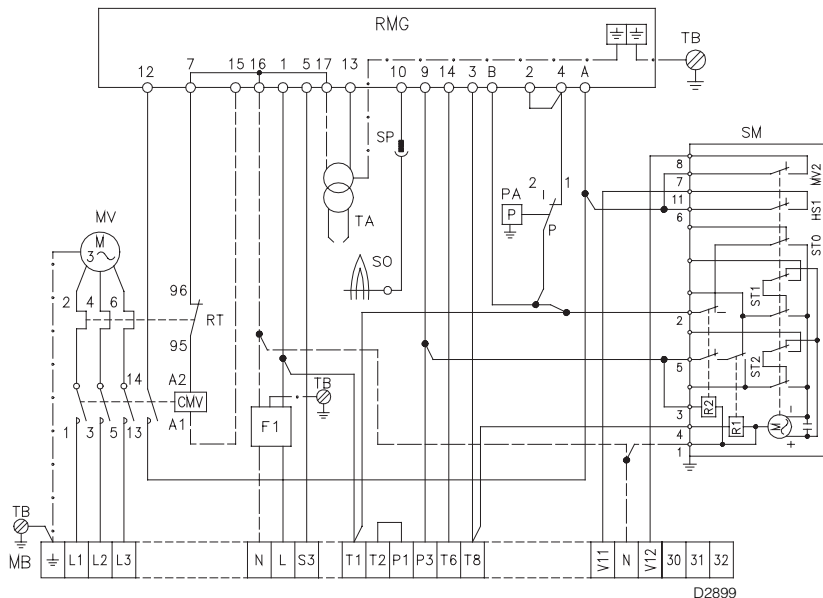 RMG
TB
12 7 15 16 1 5 17 13 10 9 14 3 B 2 4 A
SM
SP
8
MV2
7
PA
2
1
P
P
11
HS1
TA
6
MV
ST0
M
3
SO
ST1
2 4 6
96
RT
2
95
ST2
5
14
A2
TB
CMV
R2
3
R1
M
-
+
1 3 5 13
A1
F1
4
1
TB
MB
L1 L2 L3
N L S3
T1 T2 P1 P3 T6 T8
V11 N V12 30 31 32
D2899